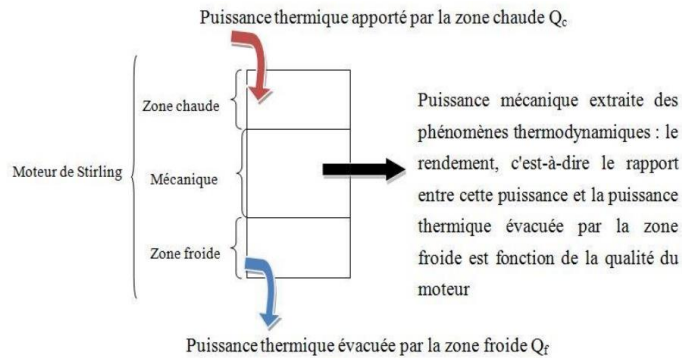 Puissance thermique apporté par la zone chaude Qc
Zone chaude
Moteur de Stirling
Mécanique
Zone froide
Puissance mécanique extraite des
phénomènes thermodynamiques : le
rendement, c'est-à-dire le rapport
entre cette puissance et la puissance
thermique évacuée par la zone
froide est fonction de la qualité du
moteur
Puissance thermique évacuée par la zone froide Qf